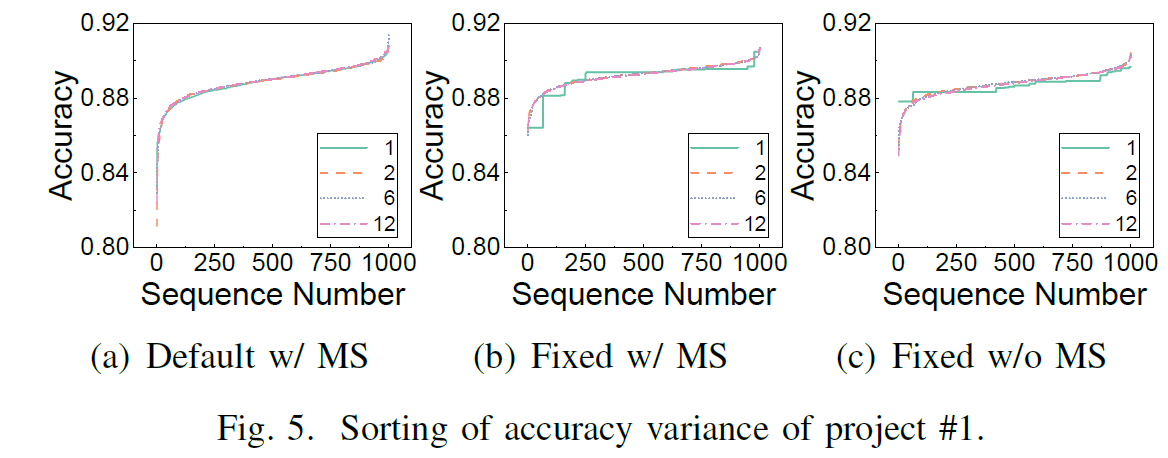 0.92
0.88
0.84
0.80
Accuracy
1
2
6
12
0 250 500 750 1000
Sequence Number
(a) Default w/ MS
0.92
0.88
0.84
0.80
Accuracy
1
2
6
12
0 250 500 750 1000
Sequence Number
(b) Fixed w/ MS
0.92
0.88
0.84
0.80
Accuracy
1
2
6
12
0 250 500 750 1000
Sequence Number
(c) Fixed w/o MS
Fig. 5. Sorting of accuracy variance of project #1.